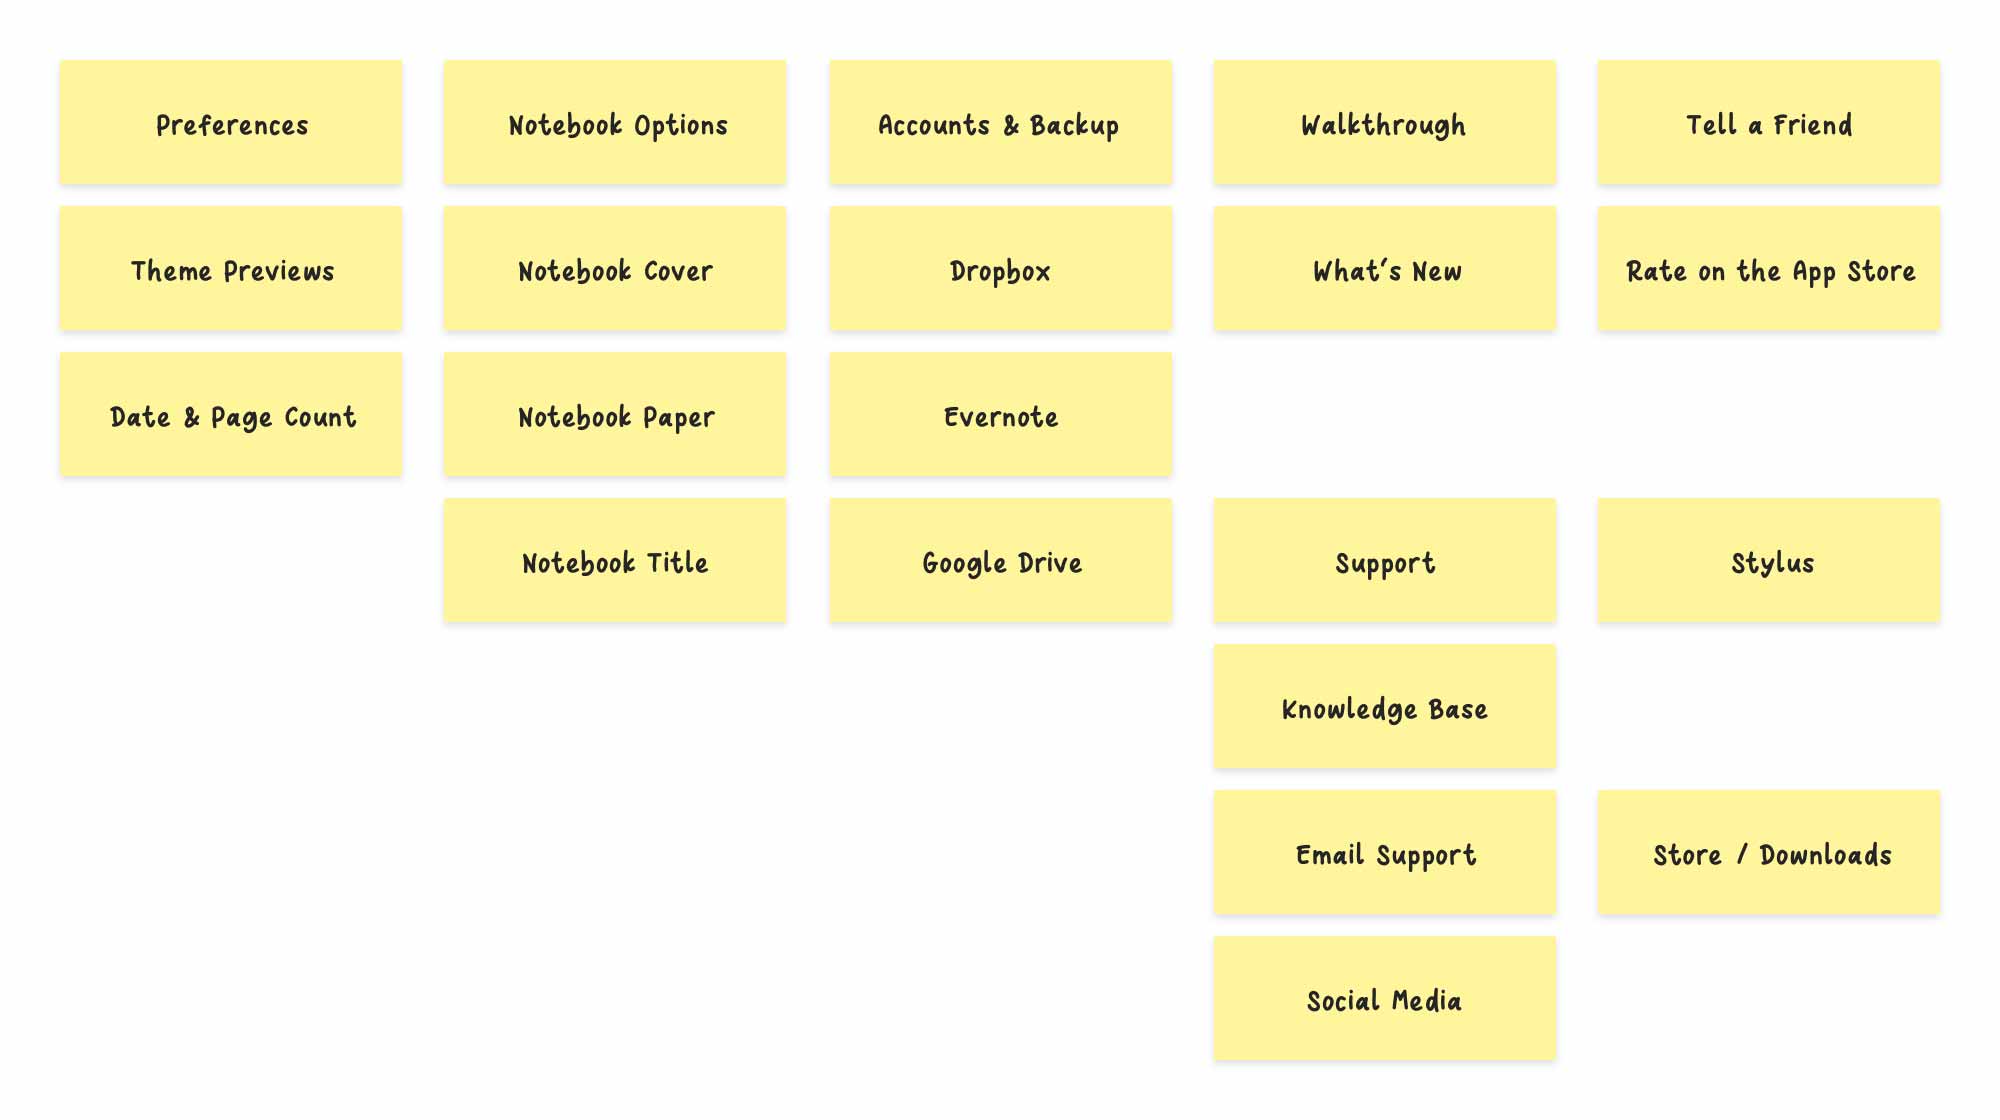 Preferences
Theme Previews
Date & Page Count
Notebook Options
Notebook Cover
Notebook Paper
Notebook Title
Accounts & Backup
Dropbox
Evernote
Google Drive
Walkthrough
What's New
Support
Knowledge Base
Email Support
Social Media
Tell a Friend
Rate on the App Store
Stylus
Store / Downloads